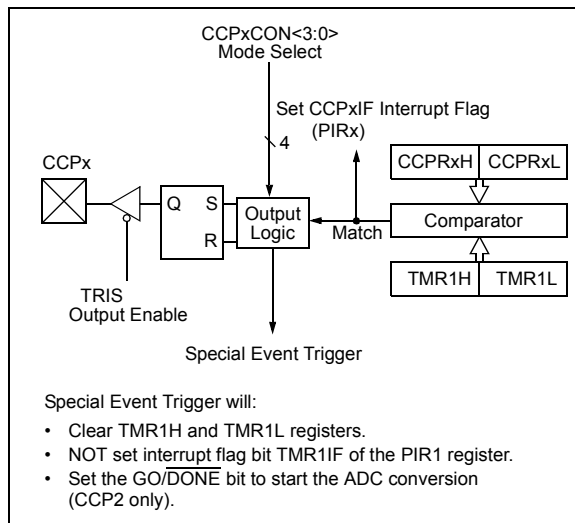 CCPxCON<3:0>
Mode Select
Set CCPxIF Interrupt Flag
(PIRx)
4
CCPx
CCPRxH CCPRxL
Q S
R
Output
Logic
Match
Comparator
TRIS
Output Enable
TMR1H TMR1L
Special Event Trigger
Special Event Trigger will:
• Clear TMR1H and TMR1L registers.
• NOT set interrupt flag bit TMR1IF of the PIR1 register.
• Set the GO/DONE bit to start the ADC conversion
(CCP2 only).